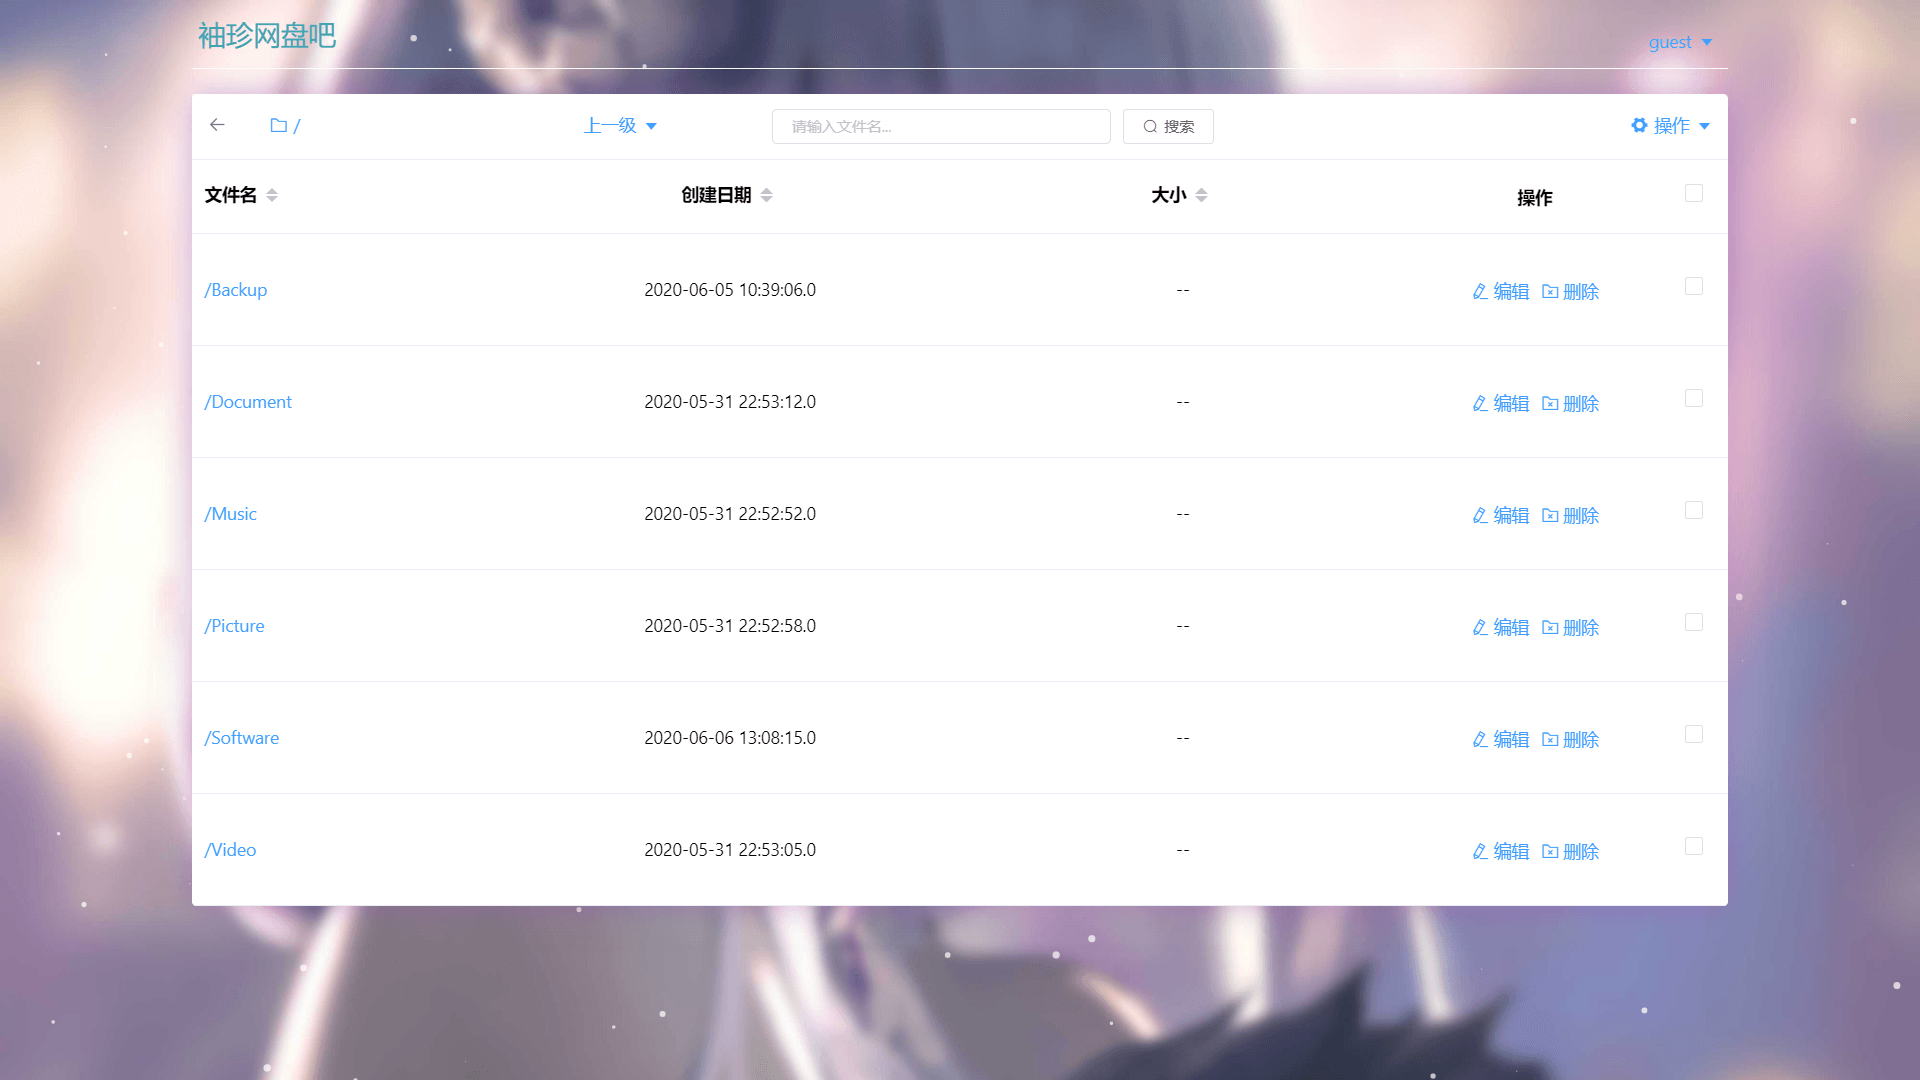 袖珍网盘吧
guest
/ 上一级 请输入文件名... 搜索 操作
文件名 创建日期 大小 操作
/Backup 2020-06-05 10:39:06.0 -- 编辑 删除
/Document 2020-05-31 22:53:12.0 -- 编辑 删除
/Music 2020-05-31 22:52:52.0 -- 编辑 删除
/Picture 2020-05-31 22:52:58.0 -- 编辑 删除
/Software 2020-06-06 13:08:15.0 -- 编辑 删除
/Video 2020-05-31 22:53:05.0 -- 编辑 删除